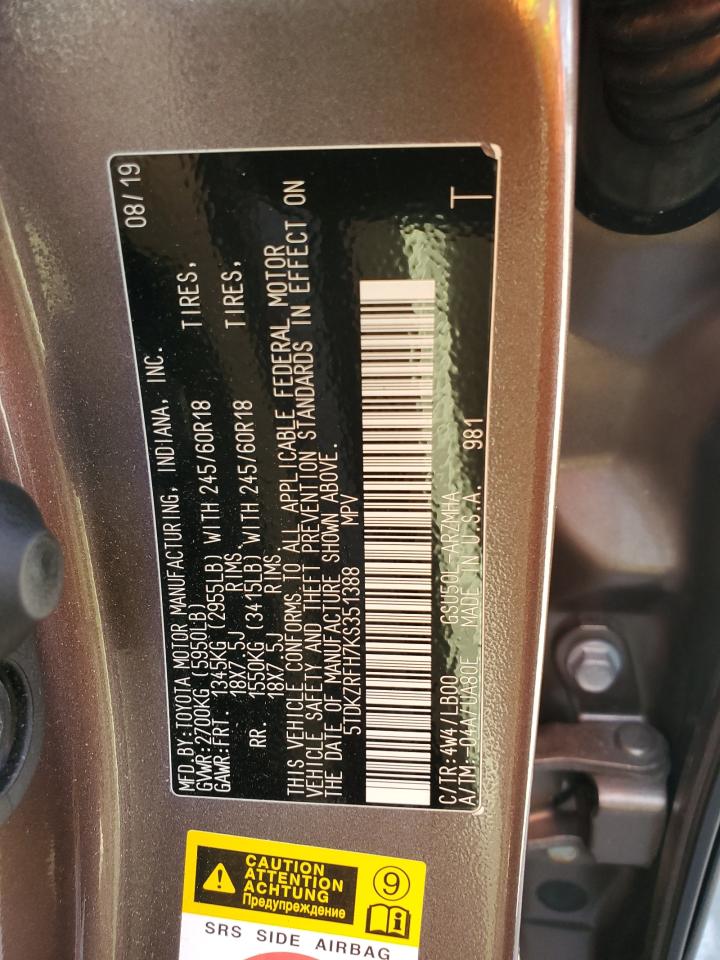 MFD.BY:TOYOTA MOTOR MANUFACTURING, INDIANA, INC. 08/19
GVWR:2700KG (5950LB)
GAWR:FRT. 1345KG (2955LB) WITH 245/60R18 TIRES,
18X7.5J RIMS,
RR. 1550KG (3415LB) WITH 245/60R18 TIRES,
18X7.5J RIMS.
THIS VEHICLE CONFORMS TO ALL APPLICABLE FEDERAL MOTOR
VEHICLE SAFETY AND THEFT PREVENTION STANDARDS IN EFFECT ON
THE DATE OF MANUFACTURE SHOWN ABOVE.
5TDKZRFH7KS351388 MPV
C/TR:4W4/LB00 GSU50L-ARZMHA
A/TM:-04A/UA80E MADE IN U.S.A. 981 T
CAUTION
ATTENTION
ACHTUNG
Предупреждение
9
SRS SIDE AIRBAG